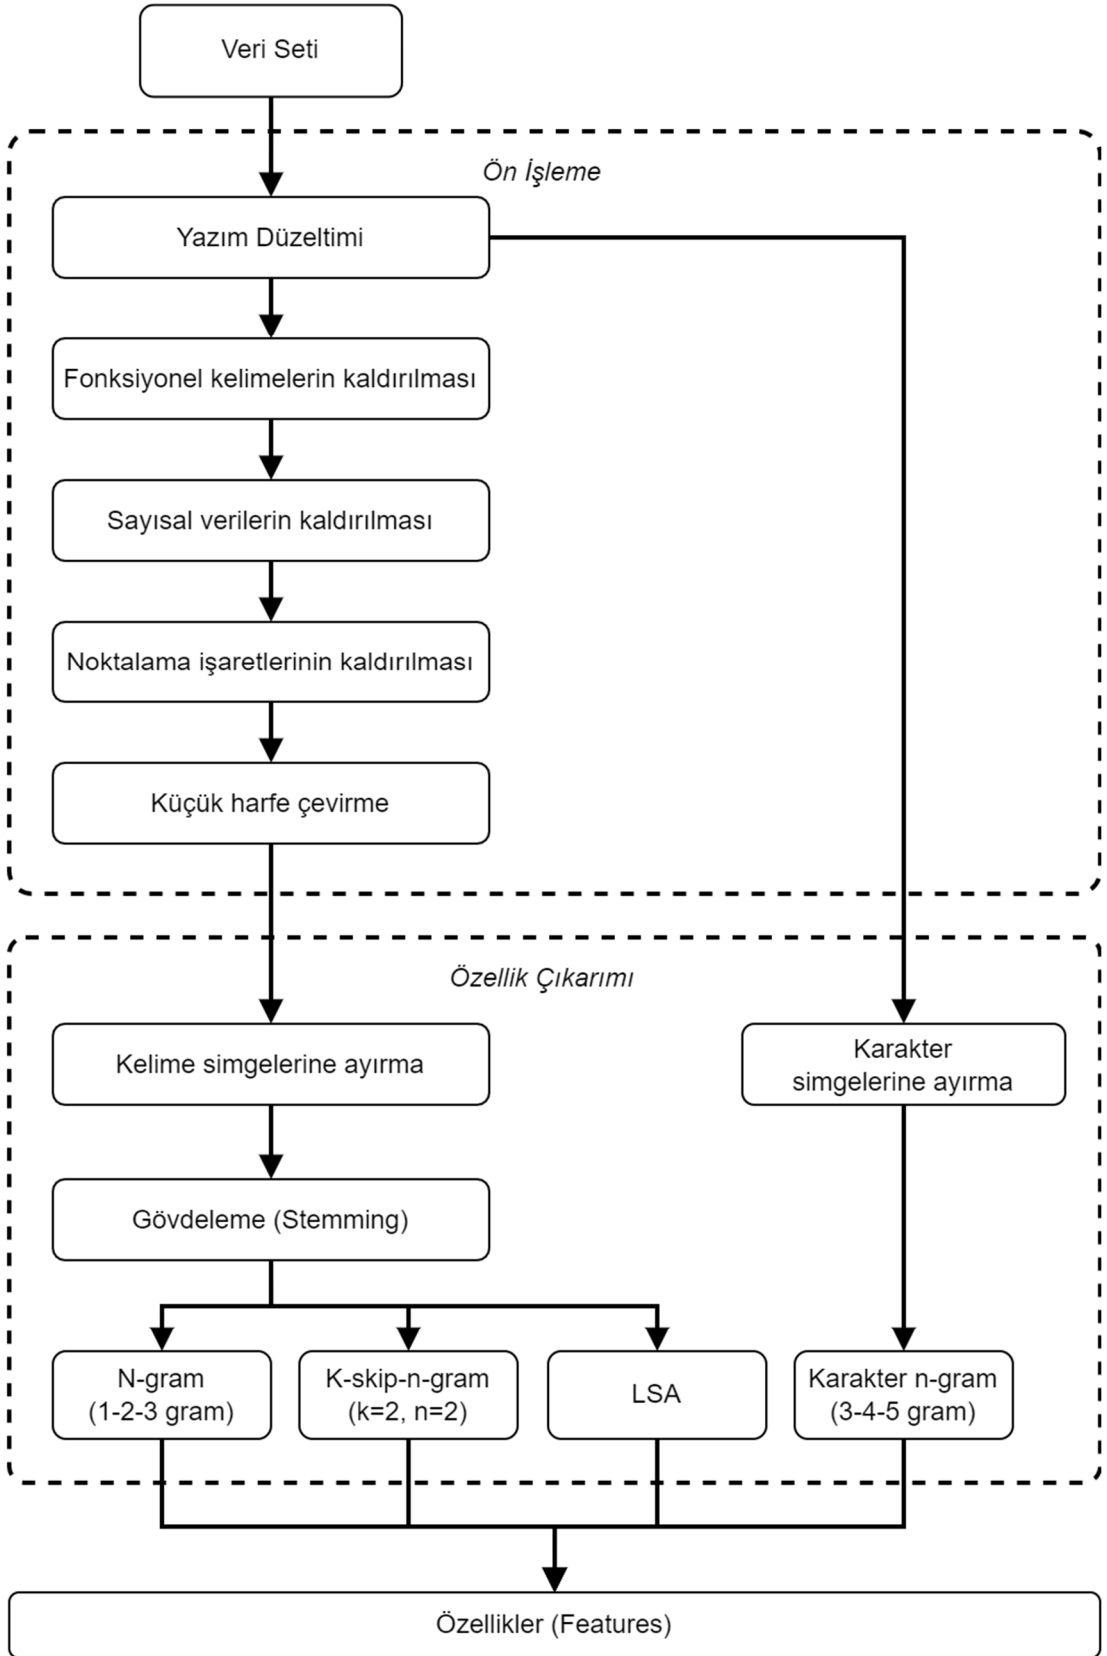 Veri Seti
Ön İşleme
Yazım Düzeltimi
Fonksiyonel kelimelerin kaldırılması
Sayısal verilerin kaldırılması
Noktalama işaretlerinin kaldırılması
Küçük harfe çevirme
Özellik Çıkarımı
Kelime simgelerine ayırma
Karakter
simgelerine ayırma
Gövdeleme (Stemming)
N-gram
(1-2-3 gram)
K-skip-n-gram
(k=2, n=2)
LSA
Karakter n-gram
(3-4-5 gram)
Özellikler (Features)